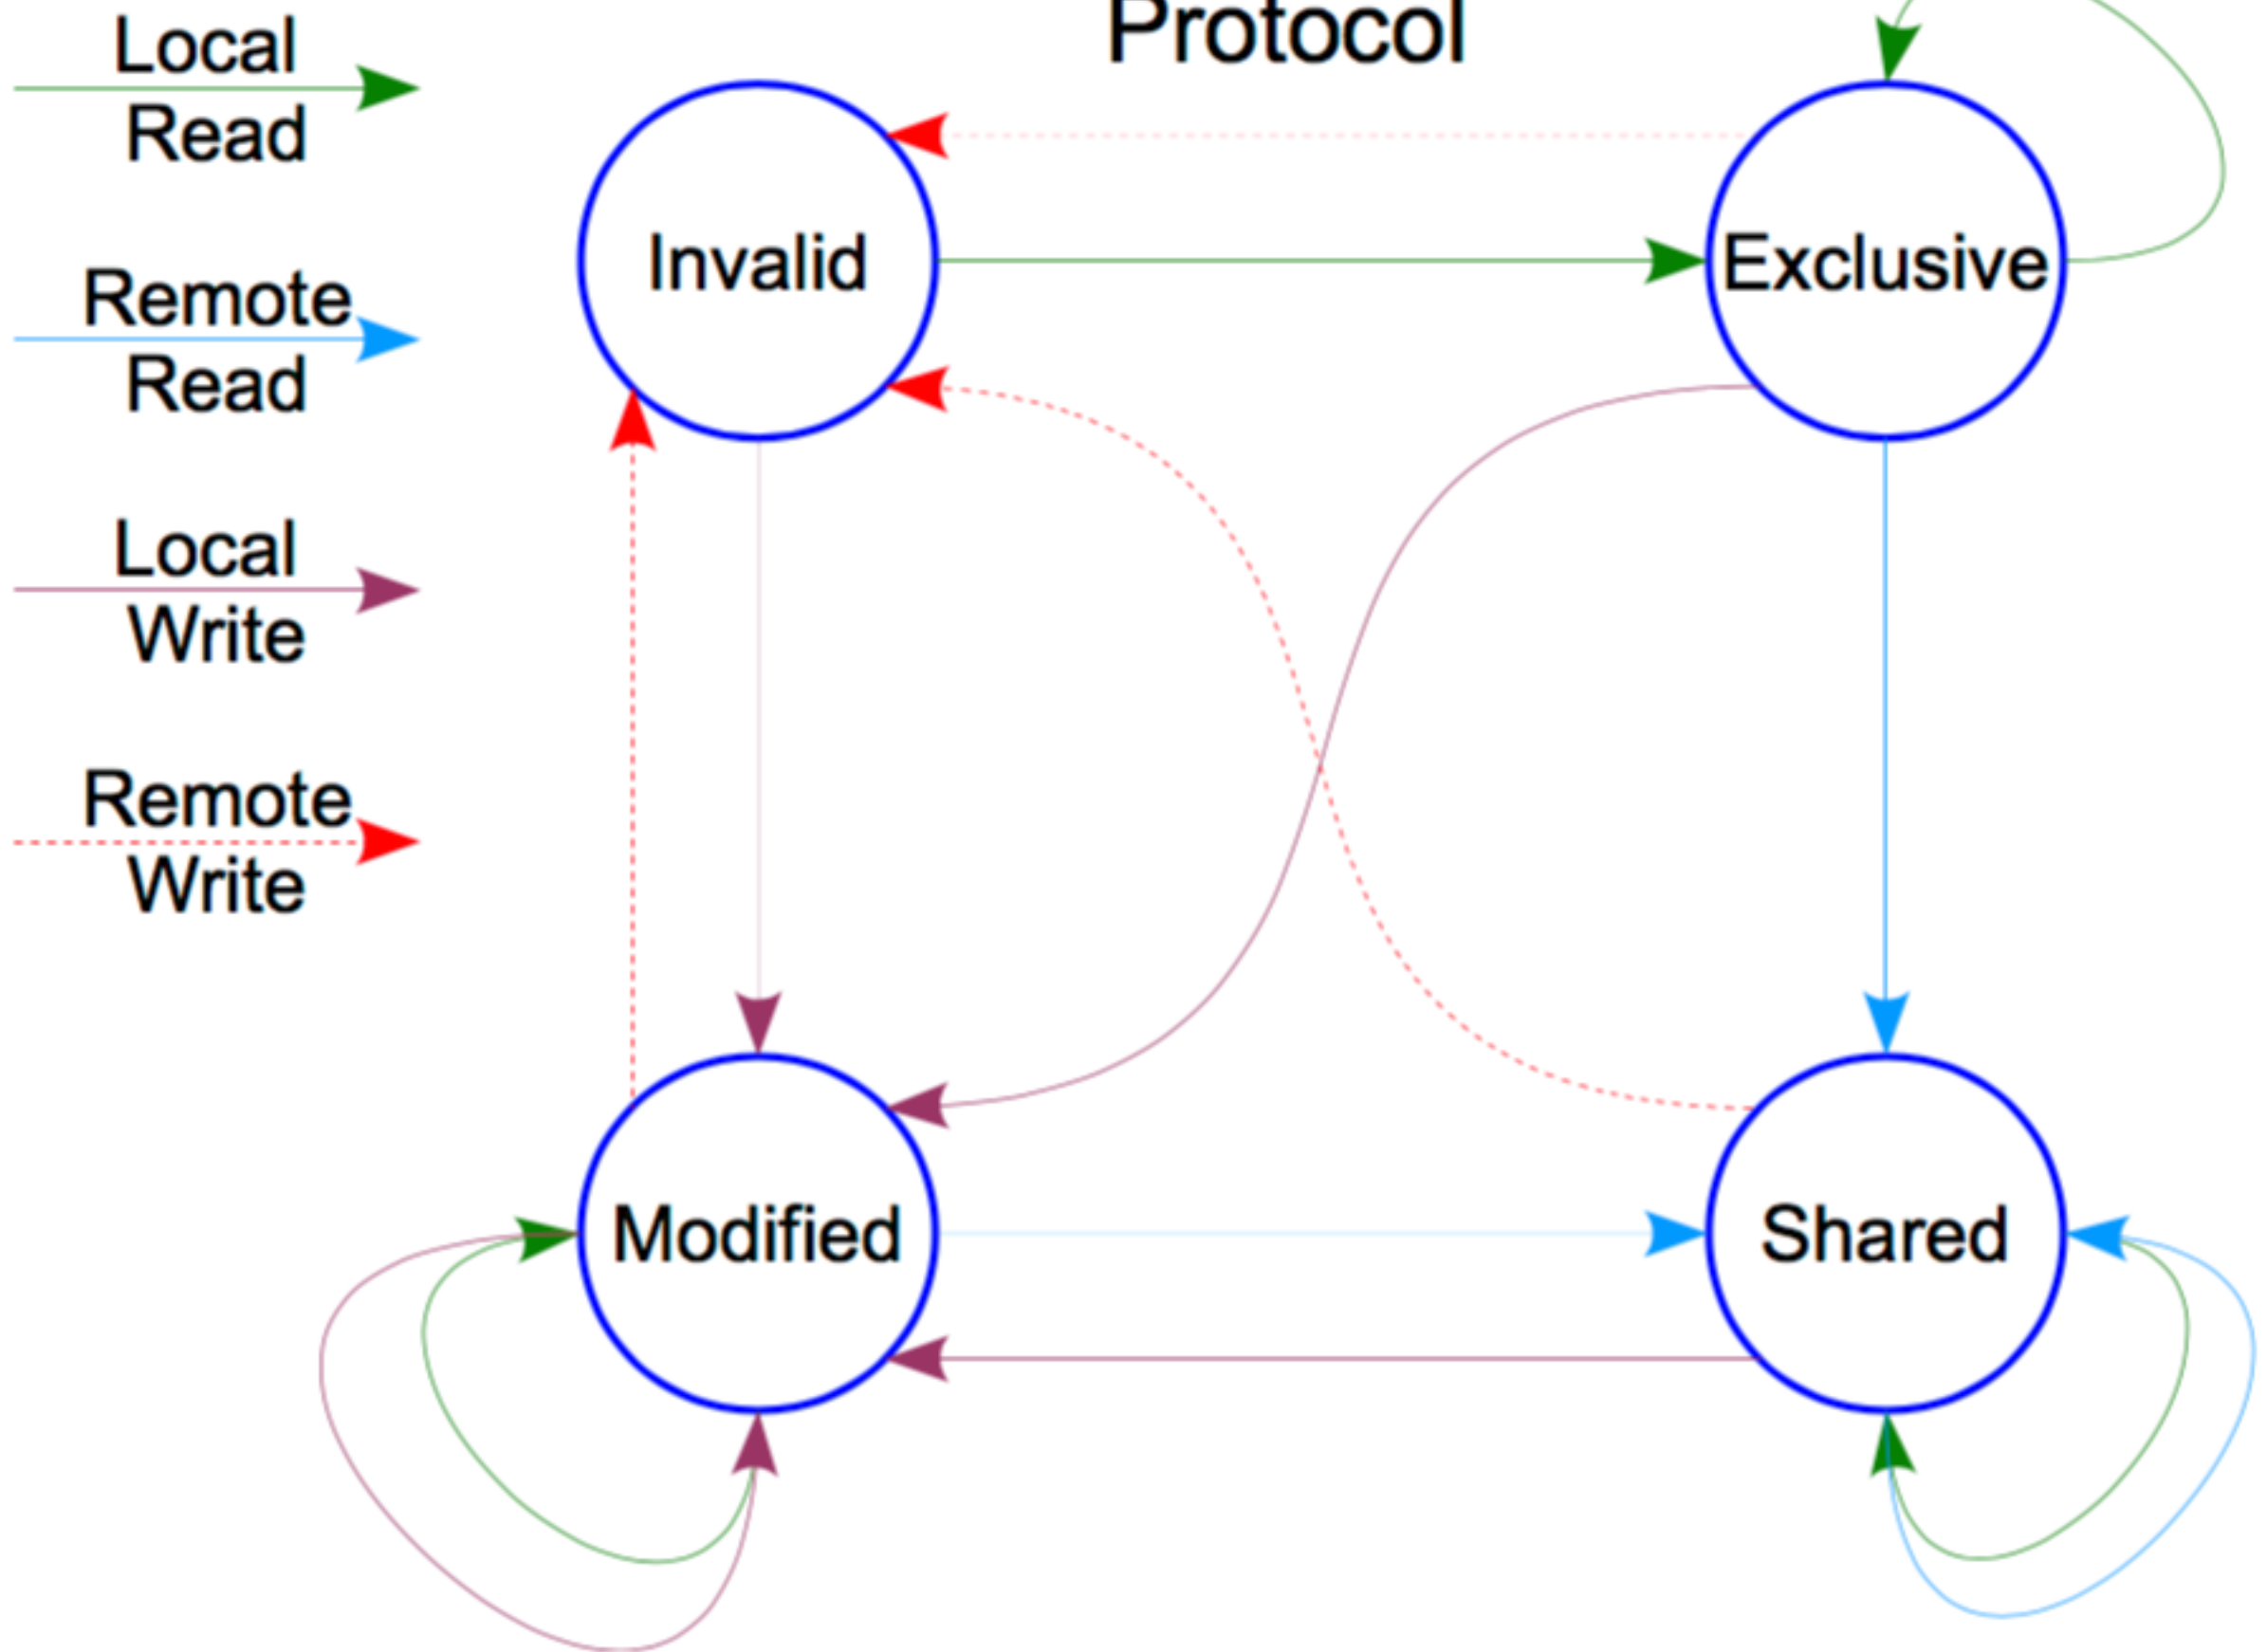 Protocol
Local
Read
Remote
Read
Local
Write
Remote
Write
Invalid
Exclusive
Modified
Shared